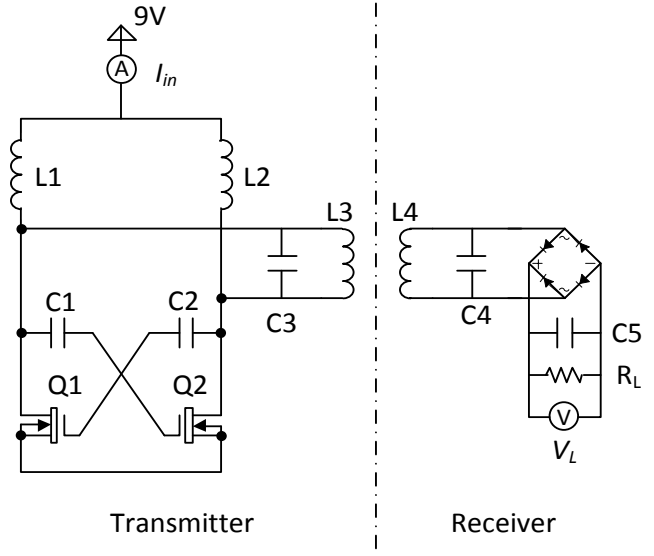 9V
A
I_in
L1
L2
L3
L4
C1
C2
C3
C4
~
+
−
~
C5
R_L
V
V_L
Q1
Q2
Transmitter
Receiver